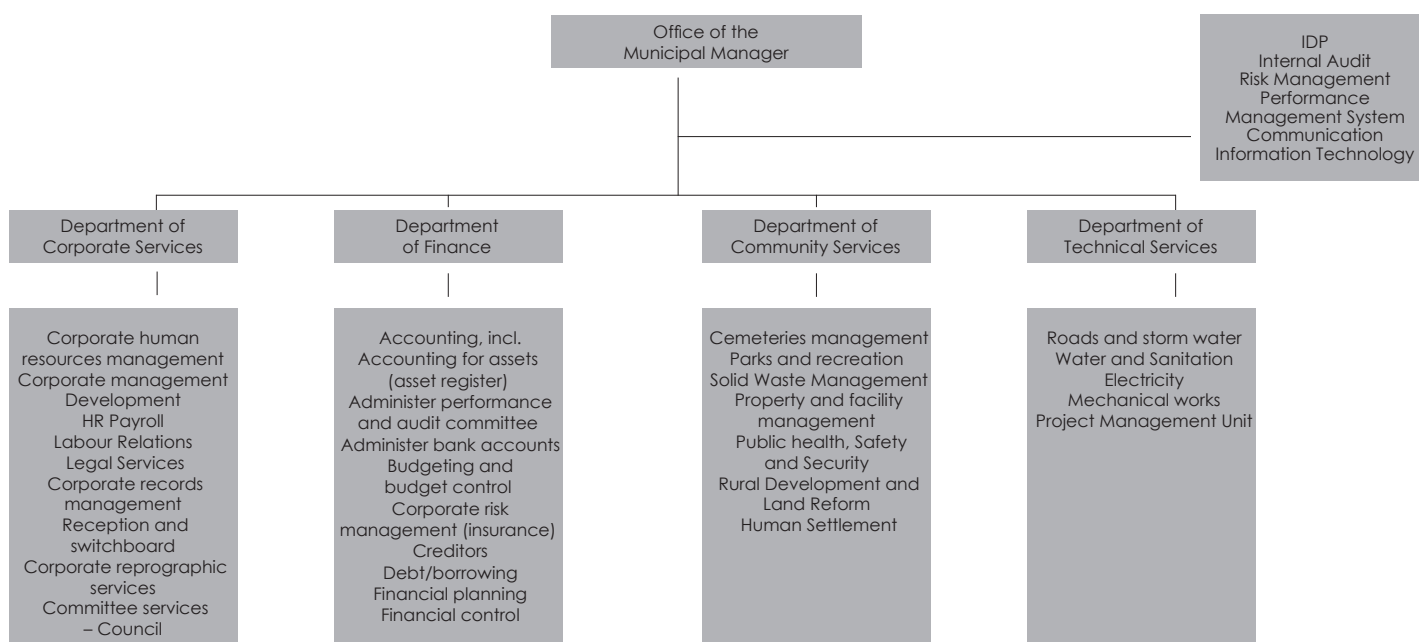 Office of the
Municipal Manager
IDP
Internal Audit
Risk Management
Performance
Management System
Communication
Information Technology
Department of
Corporate Services
Department
of Finance
Department of
Community Services
Department of
Technical Services
Corporate human
resources management
Corporate management
Development
HR Payroll
Labour Relations
Legal Services
Corporate records
management
Reception and
switchboard
Corporate reprographic
services
Committee services
– Council
Accounting, incl.
Accounting for assets
(asset register)
Administer performance
and audit committee
Administer bank accounts
Budgeting and
budget control
Corporate risk
management (insurance)
Creditors
Debt/borrowing
Financial planning
Financial control
Cemeteries management
Parks and recreation
Solid Waste Management
Property and facility
management
Public health, Safety
and Security
Rural Development and
Land Reform
Human Settlement
Roads and storm water
Water and Sanitation
Electricity
Mechanical works
Project Management Unit